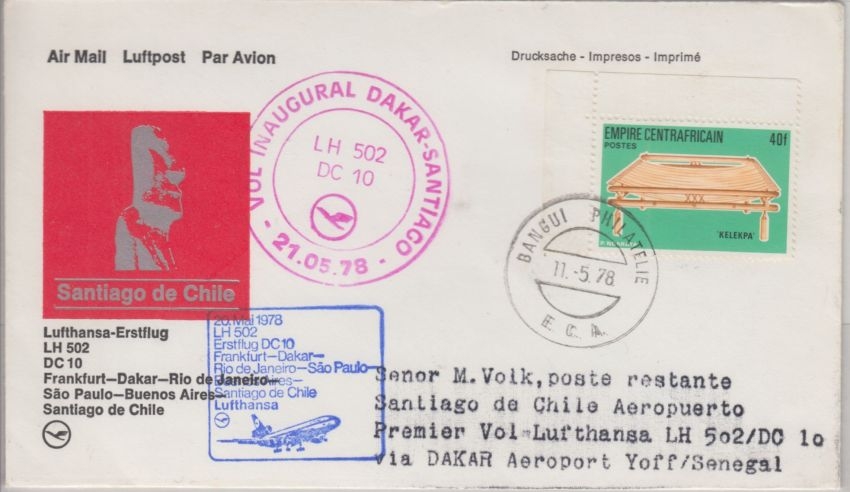 Air Mail Luftpost Par Avion
Drucksache - Impresos - Imprimé
VOL INAUGURAL DAKAR-SANTIAGO
LH 502
DC 10
- 21.05.78 -
EMPIRE CENTRAFRICAIN 40f
POSTES
XXX
'KELEKPA'
BANGUI PHILATELIE
11.-5.78
E.C.A.
Santiago de Chile
Lufthansa-Erstflug
LH 502
DC 10
Frankfurt–Dakar–Rio de Janeiro–
São Paulo–Buenos Aires–
Santiago de Chile
20. Mai 1978
LH 502
Erstflug DC 10
Frankfurt–Dakar–
Rio de Janeiro–São Paulo–
Buenos Aires–
Santiago de Chile
Lufthansa
Senor M.Volk,poste restante
Santiago de Chile Aeropuerto
Premier Vol Lufthansa LH 502/DC 10
via DAKAR Aeroport Yoff/Senegal